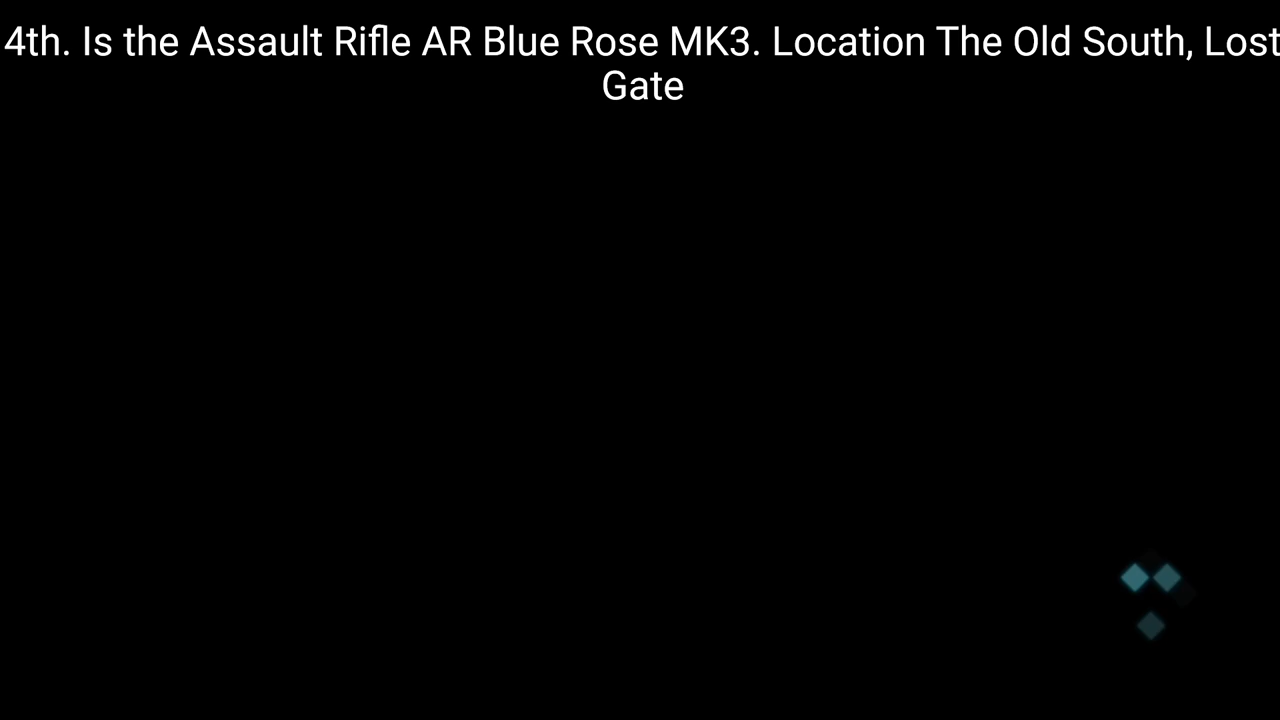 4th. Is the Assault Rifle AR Blue Rose MK3. Location The Old South, Lost
Gate